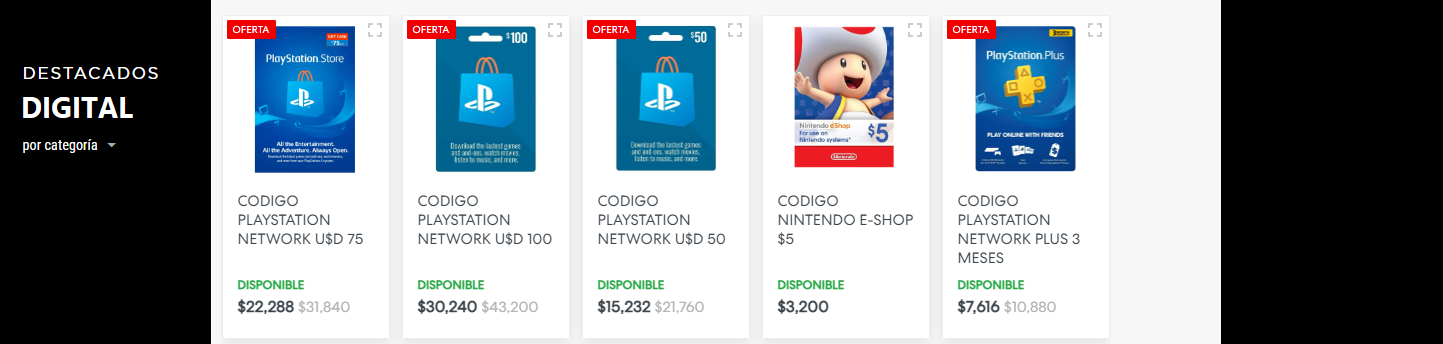 DESTACADOS
DIGITAL
por categoría
OFERTA
GIFT CARD
$75
PlayStation Store
All the Entertainment.
All the Adventure. Always Open.
CODIGO
PLAYSTATION
NETWORK U$D 75
DISPONIBLE
$22,288 $31,840
OFERTA
$100
Download the lastest games
and and-ons, watch movies,
listen to music, and more.
CODIGO
PLAYSTATION
NETWORK U$D 100
DISPONIBLE
$30,240 $43,200
OFERTA
$50
Download the lastest games
and and-ons, watch movies,
listen to music, and more.
CODIGO
PLAYSTATION
NETWORK U$D 50
DISPONIBLE
$15,232 $21,760
Nintendo eShop
For use on
Nintendo systems*
$5
Nintendo
CODIGO
NINTENDO E-SHOP
$5
DISPONIBLE
$3,200
OFERTA
PlayStation Plus
PLAY ONLINE WITH FRIENDS
CODIGO
PLAYSTATION
NETWORK PLUS 3
MESES
DISPONIBLE
$7,616 $10,880